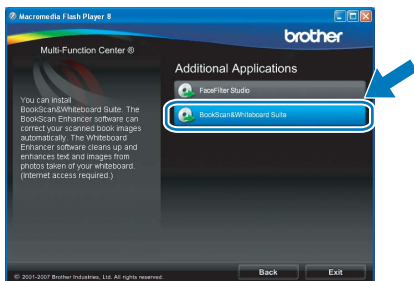 Macromedia Flash Player 8
brother
Multi-Function Center ®
Additional Applications
FaceFilter Studio
BookScan&Whiteboard Suite
You can install
BookScan&Whiteboard Suite. The
BookScan Enhancer software can
correct your scanned book images
automatically. The Whiteboard
Enhancer software cleans up and
enhances text and images from
photos taken of your whiteboard.
(Internet access required.)
© 2001-2007 Brother Industries, Ltd. All rights reserved.
Back
Exit